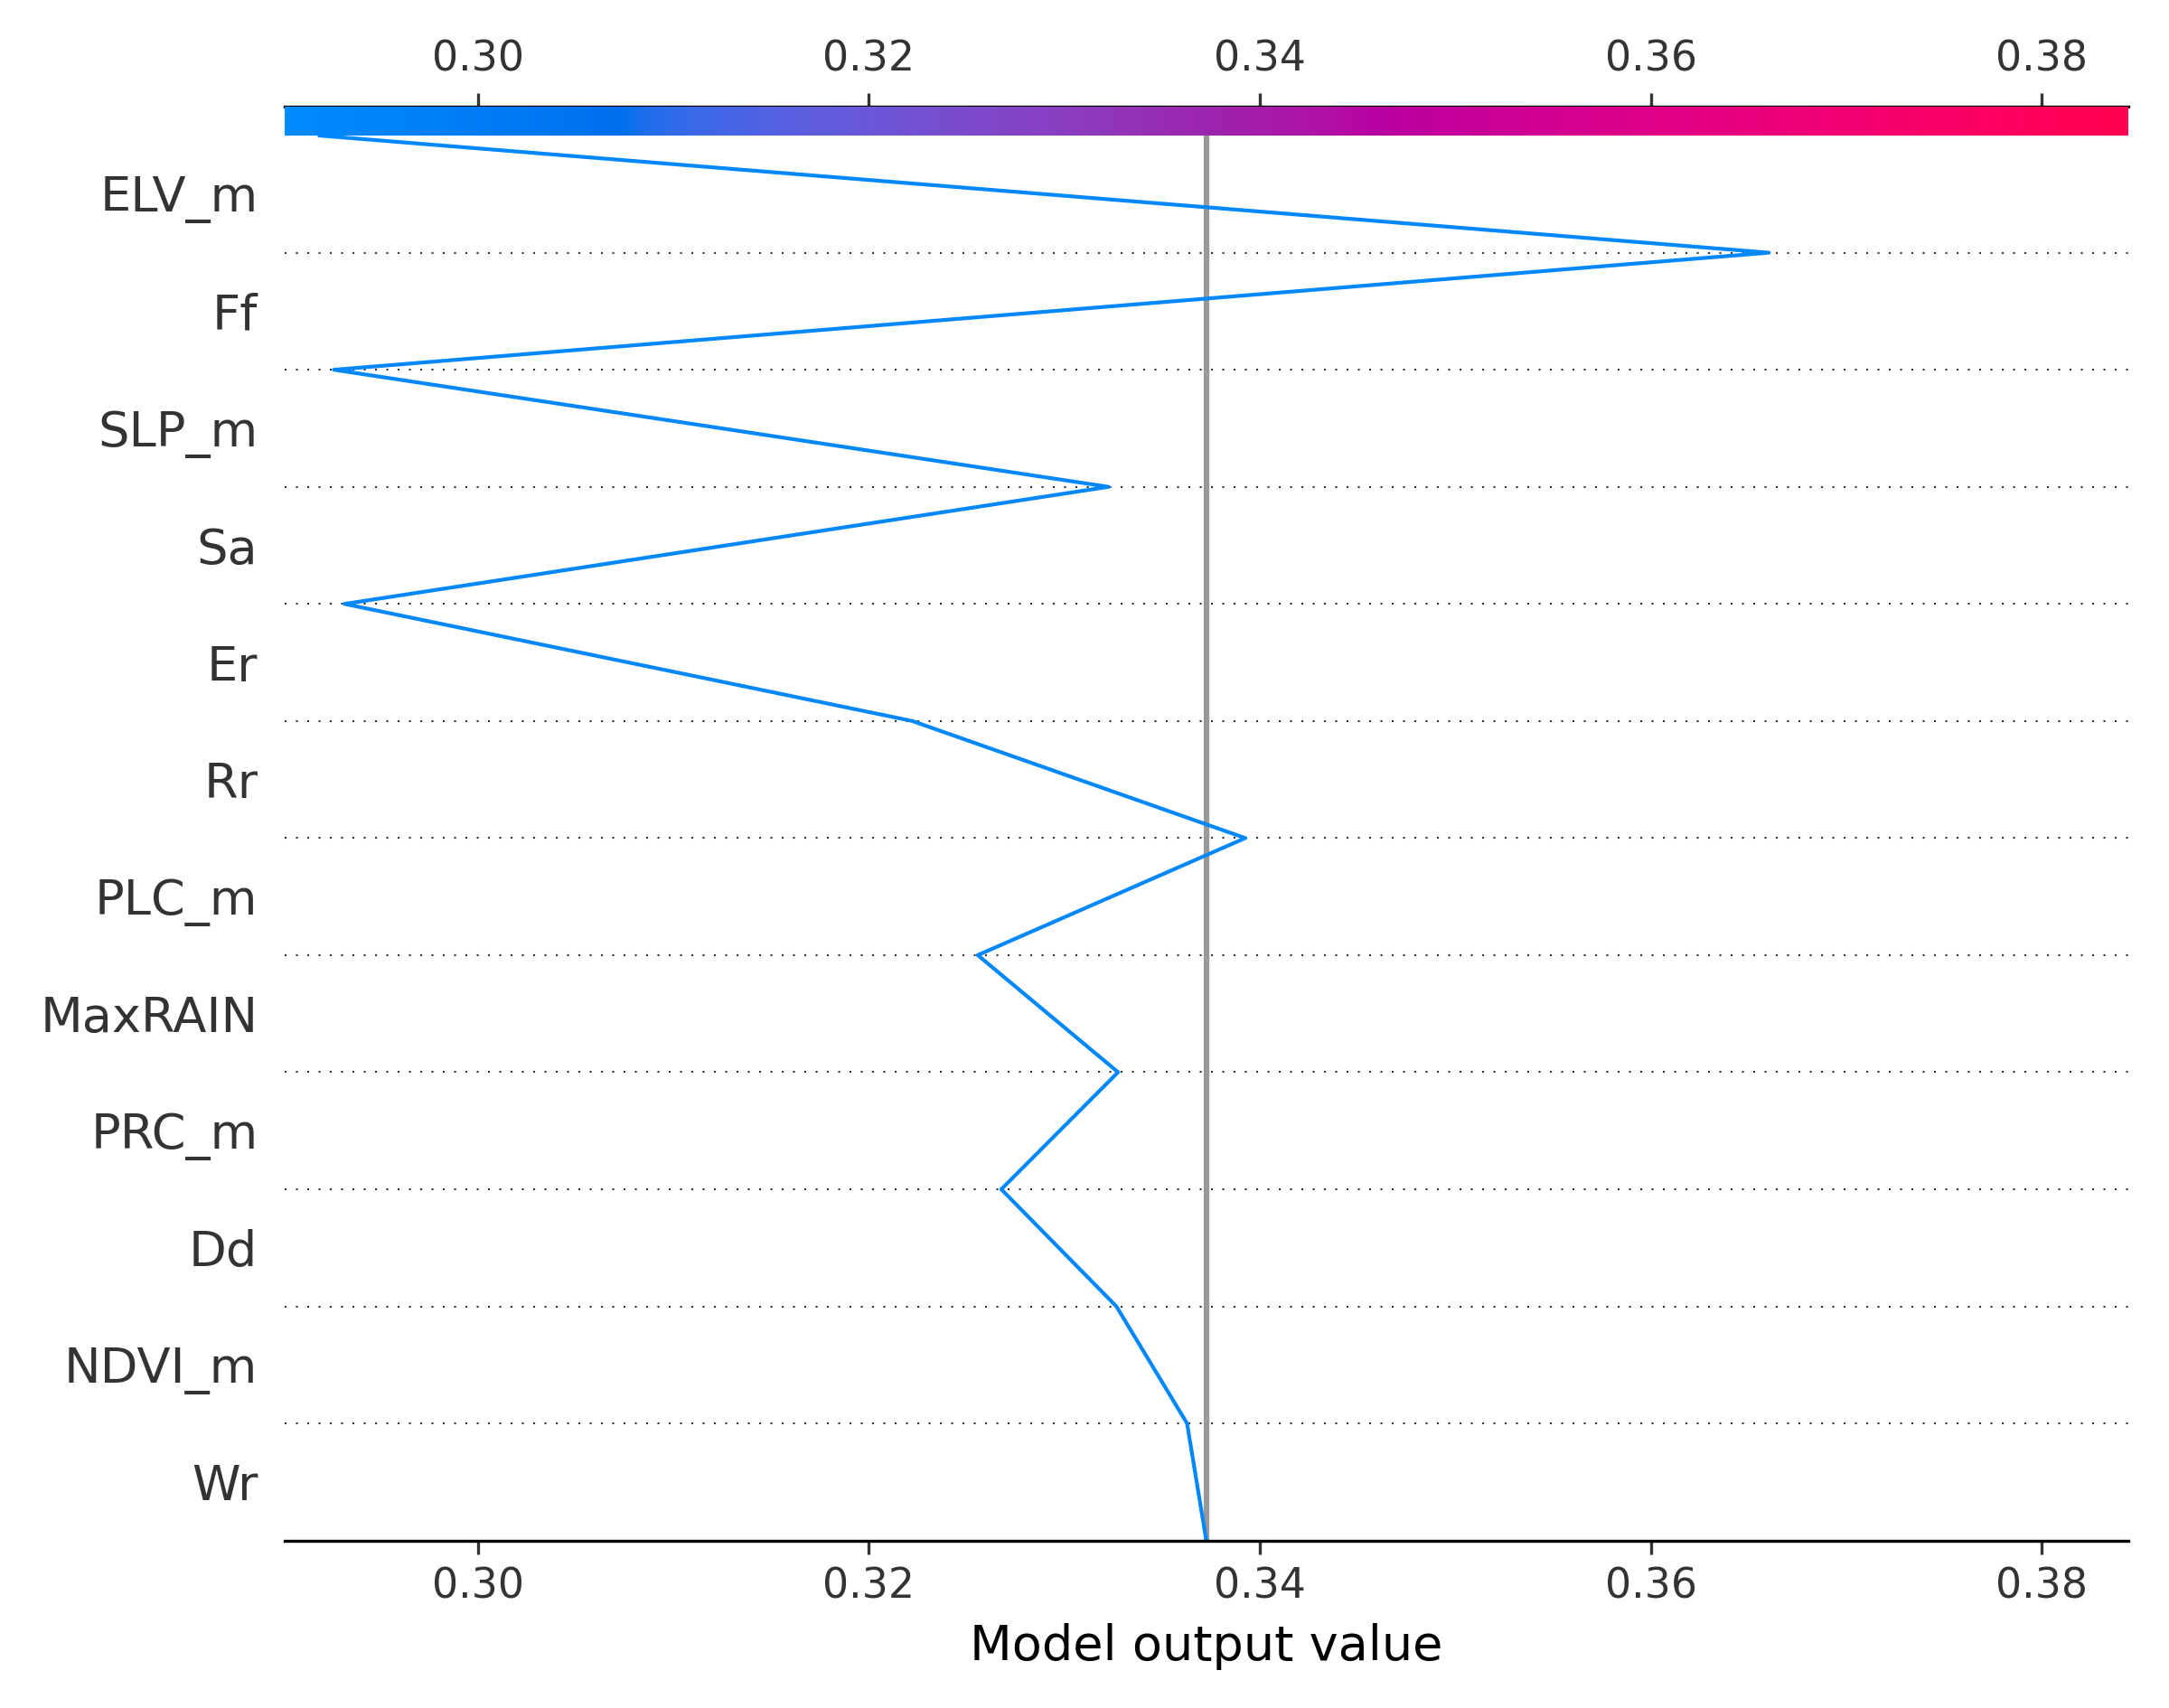 0.30 0.32 0.34 0.36 0.38
ELV_m
Ff
SLP_m
Sa
Er
Rr
PLC_m
MaxRAIN
PRC_m
Dd
NDVI_m
Wr
0.30 0.32 0.34 0.36 0.38
Model output value